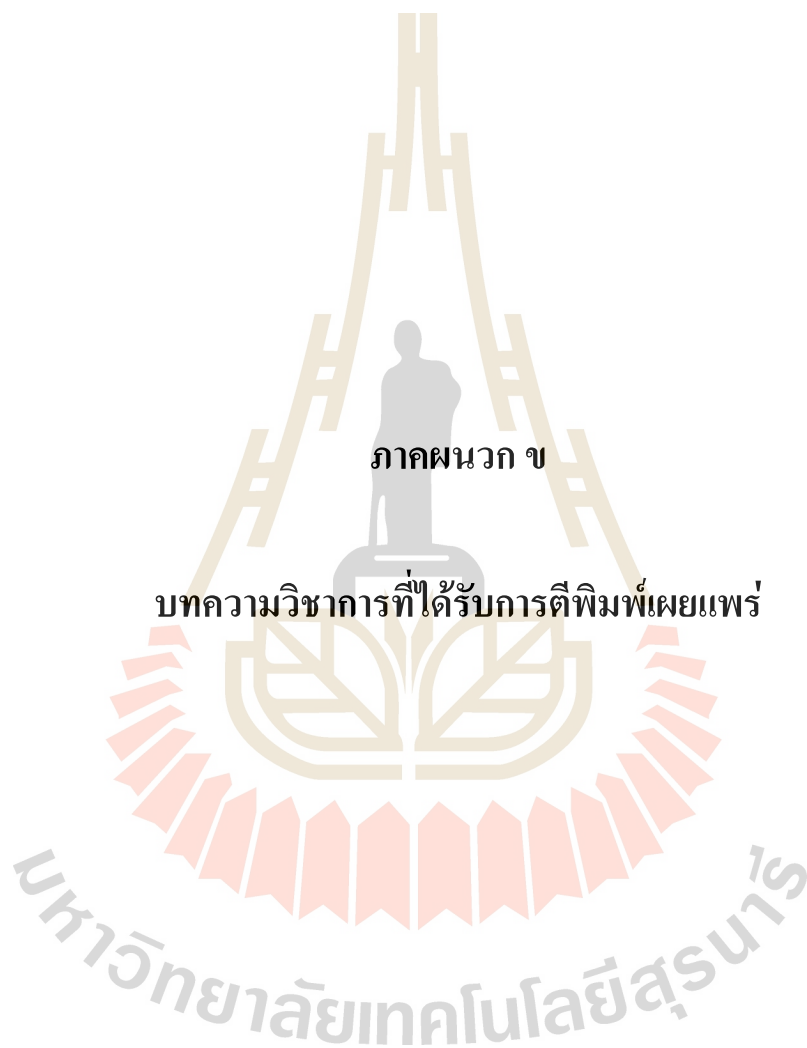 ภาคผนวก ข
บทความวิชาการที่ได้รับการตีพิมพ์เผยแพร่
มหาวิทยาลัยเทคโนโลยีสุรนารี